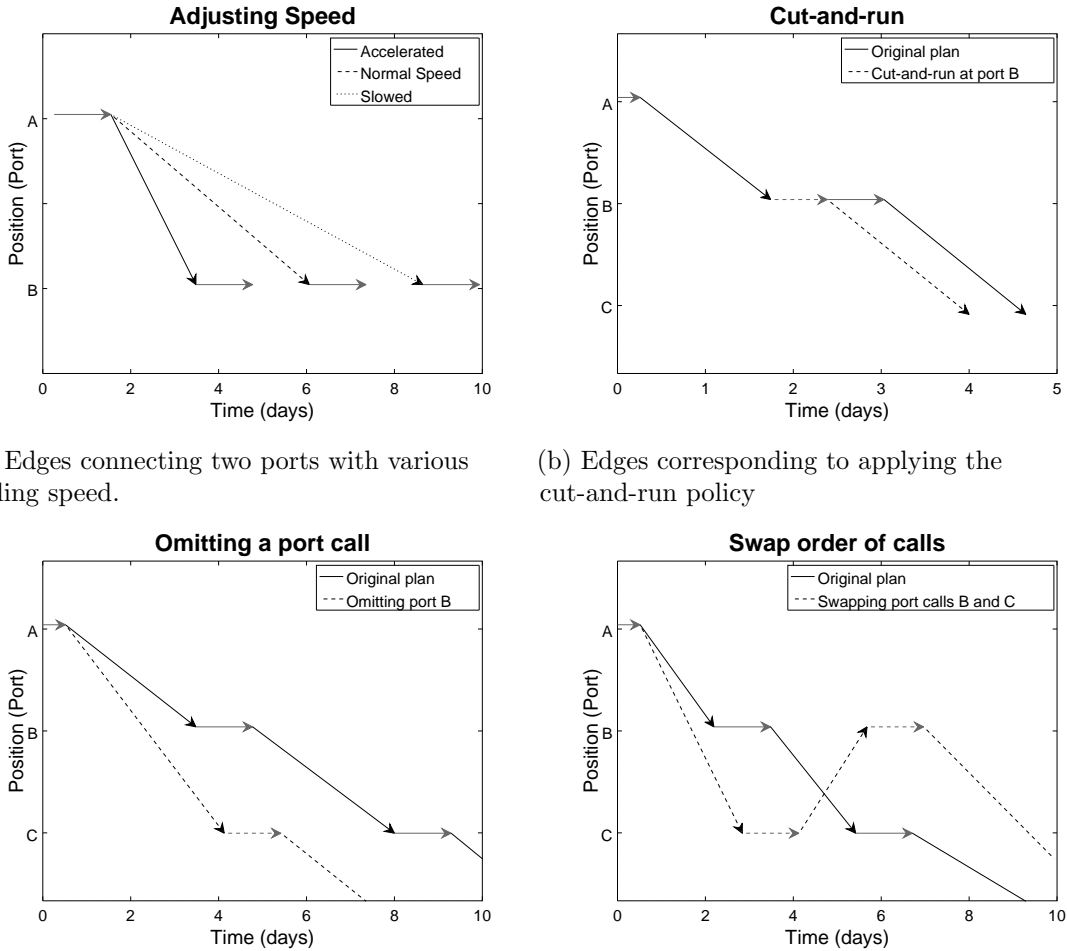 Adjusting Speed
Accelerated
Normal Speed
Slowed
Position (Port)
A
B
0 2 4 6 8 10
Time (days)
Cut-and-run
Original plan
Cut-and-run at port B
Position (Port)
A
B
C
0 1 2 3 4 5
Time (days)
Edges connecting two ports with various
ling speed.
(b) Edges corresponding to applying the
cut-and-run policy
Omitting a port call
Original plan
Omitting port B
Position (Port)
A
B
C
0 2 4 6 8 10
Time (days)
Swap order of calls
Original plan
Swapping port calls B and C
Position (Port)
A
B
C
0 2 4 6 8 10
Time (days)